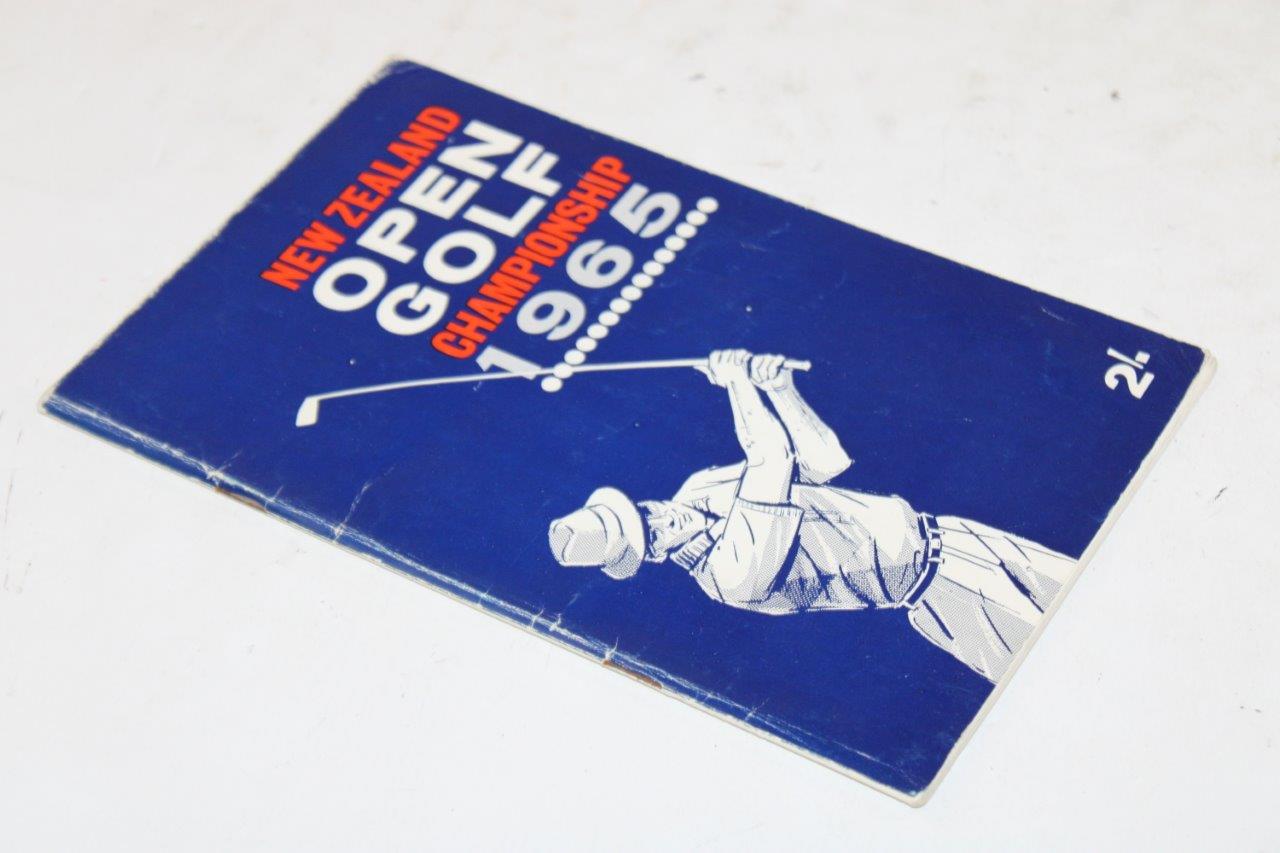 NEW ZEALAND
OPEN
GOLF
CHAMPIONSHIP
1965
2/-